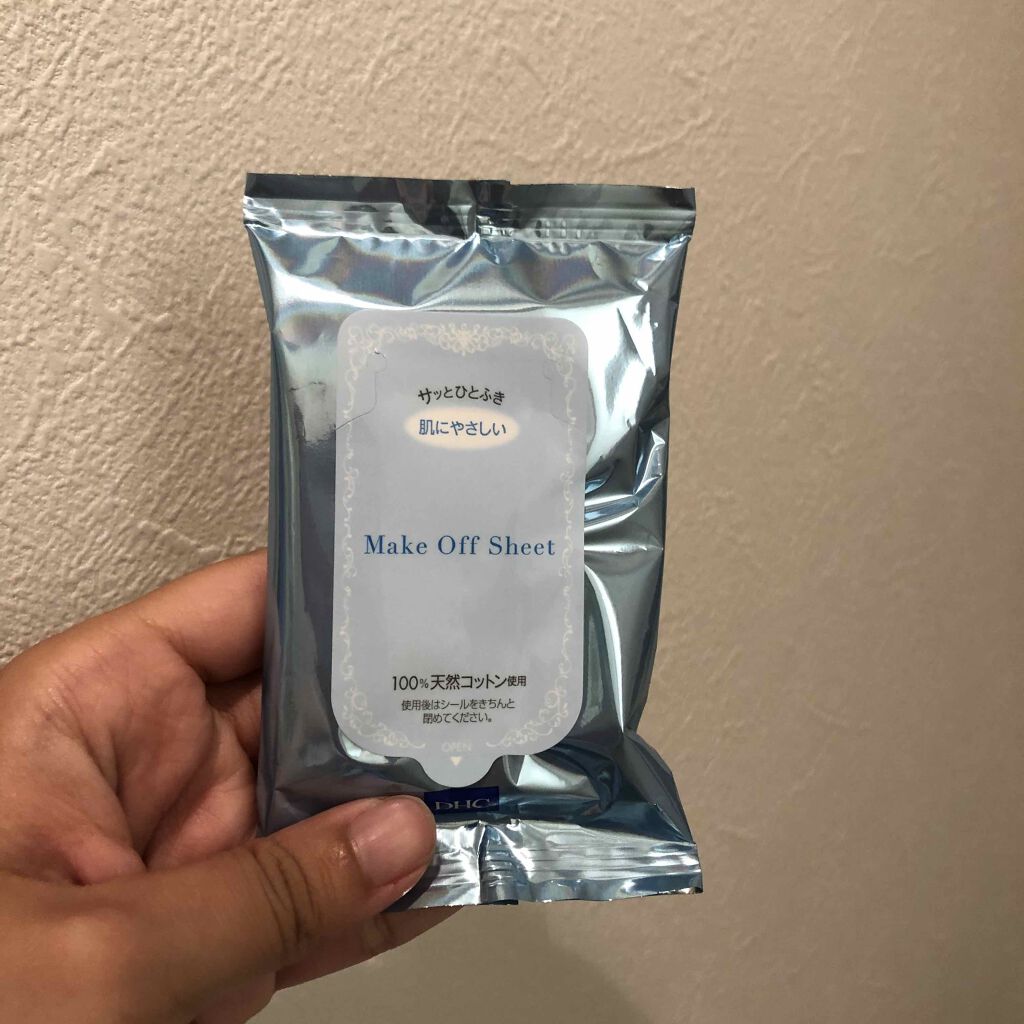 サッとひとふき
肌にやさしい
Make Off Sheet
100%天然コットン使用
使用後はシールをきちんと
閉めてください。
OPEN
DHC